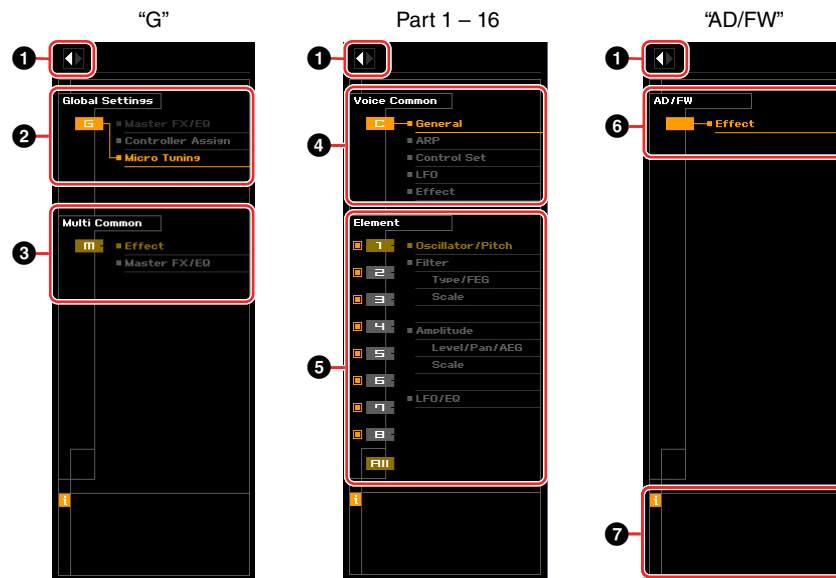 “G”
1
Global Settings
G
Master FX/EQ
Controller Assign
Micro Tuning
2
Multi Common
M
Effect
Master FX/EQ
3
i
Part 1 – 16
1
Voice Common
C
General
ARP
Control Set
LFO
Effect
4
Element
1 Oscillator/Pitch
2 Filter
Type/FEG
3 Scale
4 Amplitude
5 Level/Pan/AEG
Scale
6
7 LFO/EQ
8
All
5
i
“AD/FW”
1
AD/FW
Effect
6
i
7